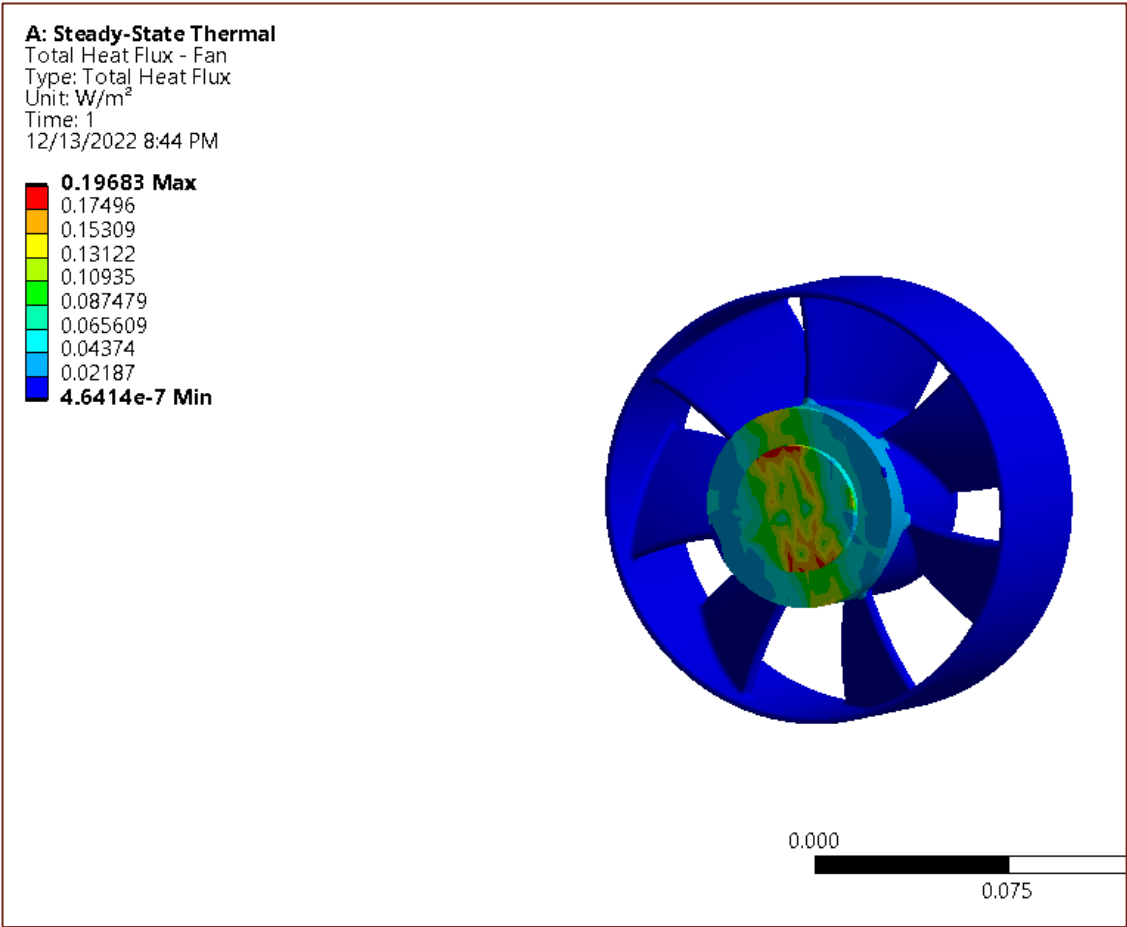 A: Steady-State Thermal
Total Heat Flux - Fan
Type: Total Heat Flux
Unit: W/m²
Time: 1
12/13/2022 8:44 PM
0.19683 Max
0.17496
0.15309
0.13122
0.10935
0.087479
0.065609
0.04374
0.02187
4.6414e-7 Min
0.000
0.075